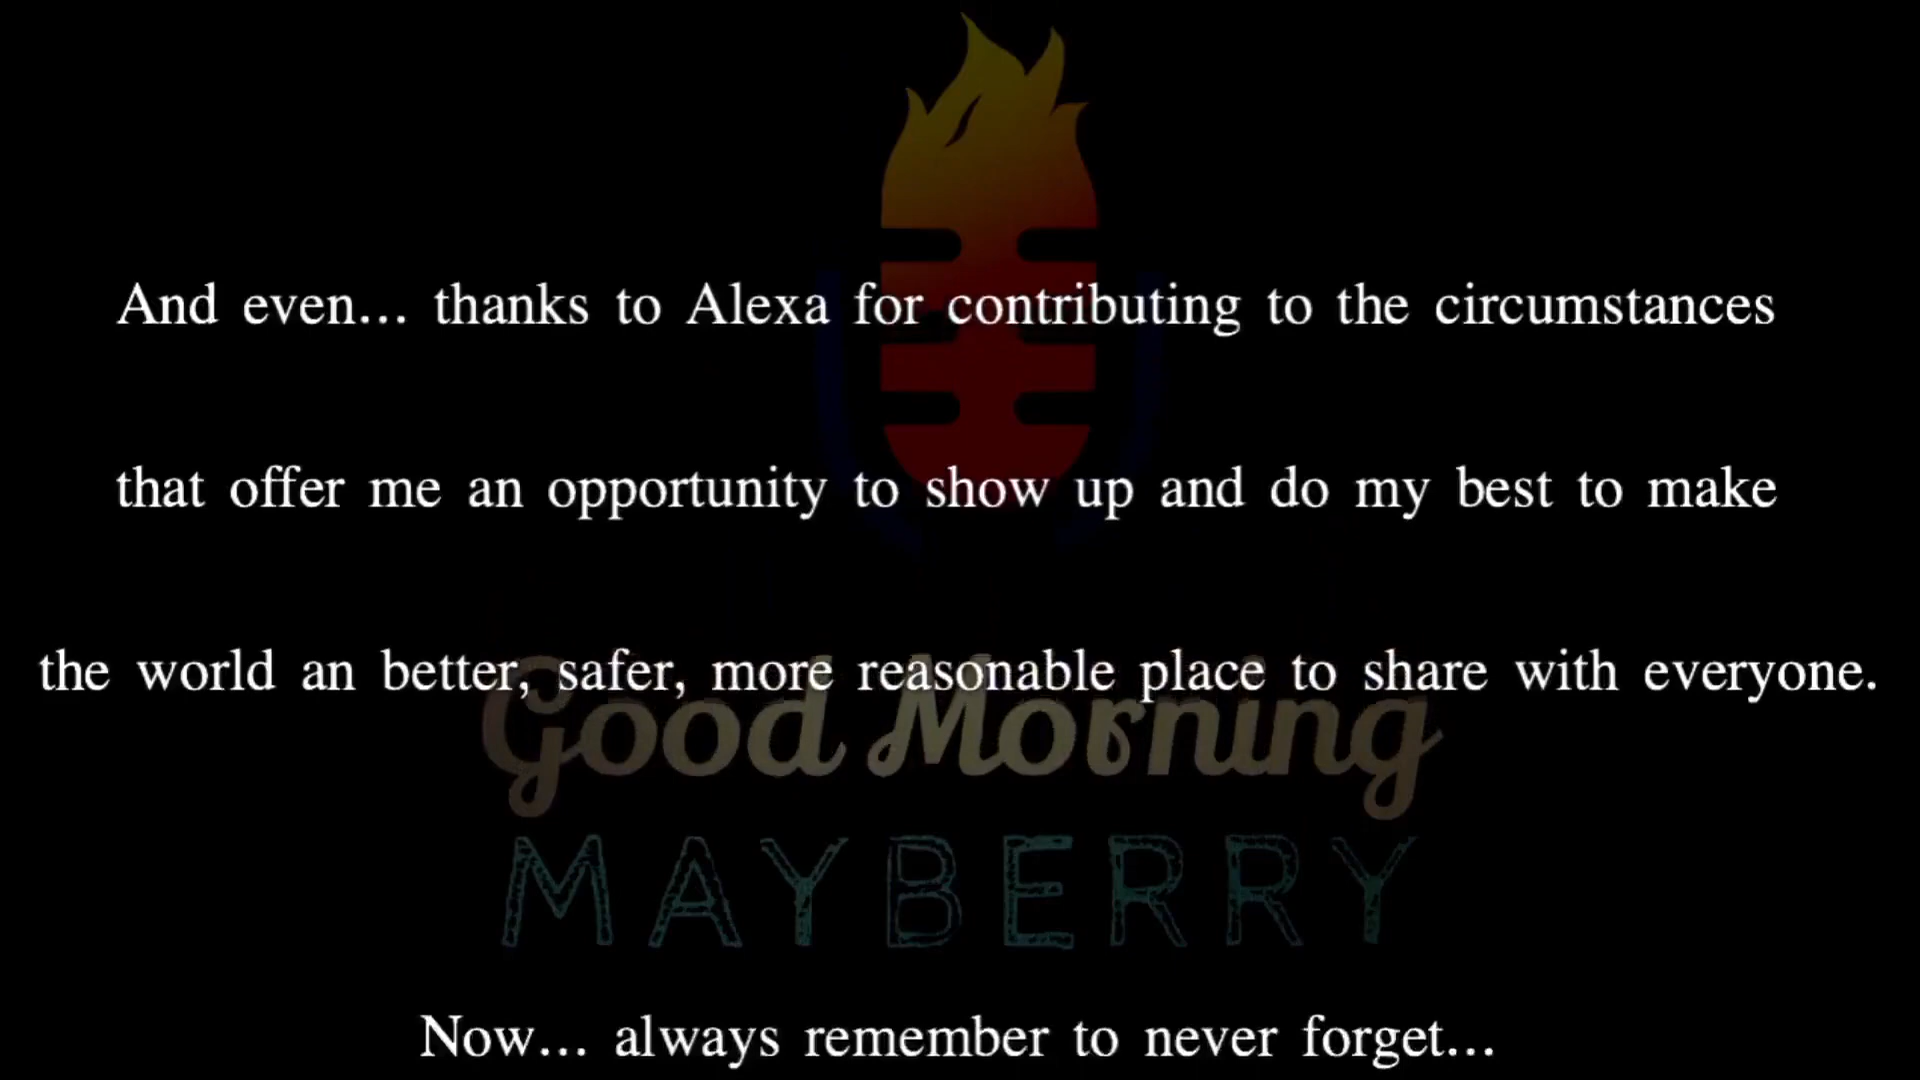 And even... thanks to Alexa for contributing to the circumstances
that offer me an opportunity to show up and do my best to make
the world an better, safer, more reasonable place to share with everyone.
Good Morning
MAYBERRY
Now... always remember to never forget...